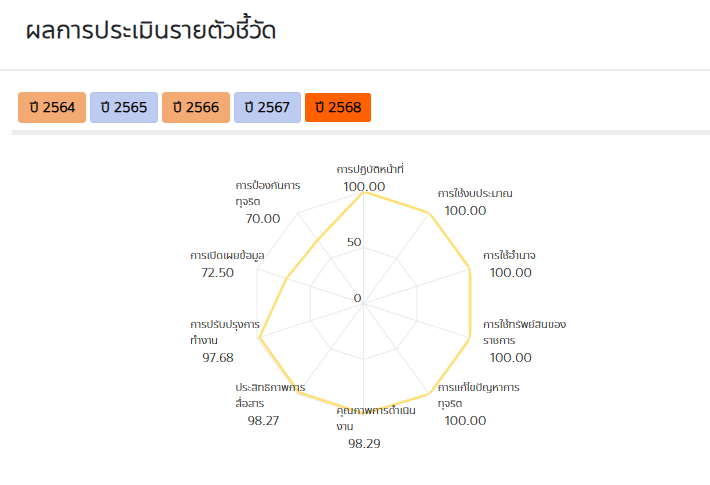 ผลการประเมินรายตัวชี้วัด
ปี 2564 ปี 2565 ปี 2566 ปี 2567 ปี 2568
การปฏิบัติหน้าที่
100.00
การใช้งบประมาณ
100.00
การใช้อำนาจ
100.00
การใช้ทรัพย์สินของ
ราชการ
100.00
การแก้ไขปัญหาการ
ทุจริต
100.00
คุณภาพการดำเนิน
งาน
98.29
ประสิทธิภาพการ
สื่อสาร
98.27
การปรับปรุงการ
ทำงาน
97.68
การเปิดเผยข้อมูล
72.50
การป้องกันการ
ทุจริต
70.00
50
0